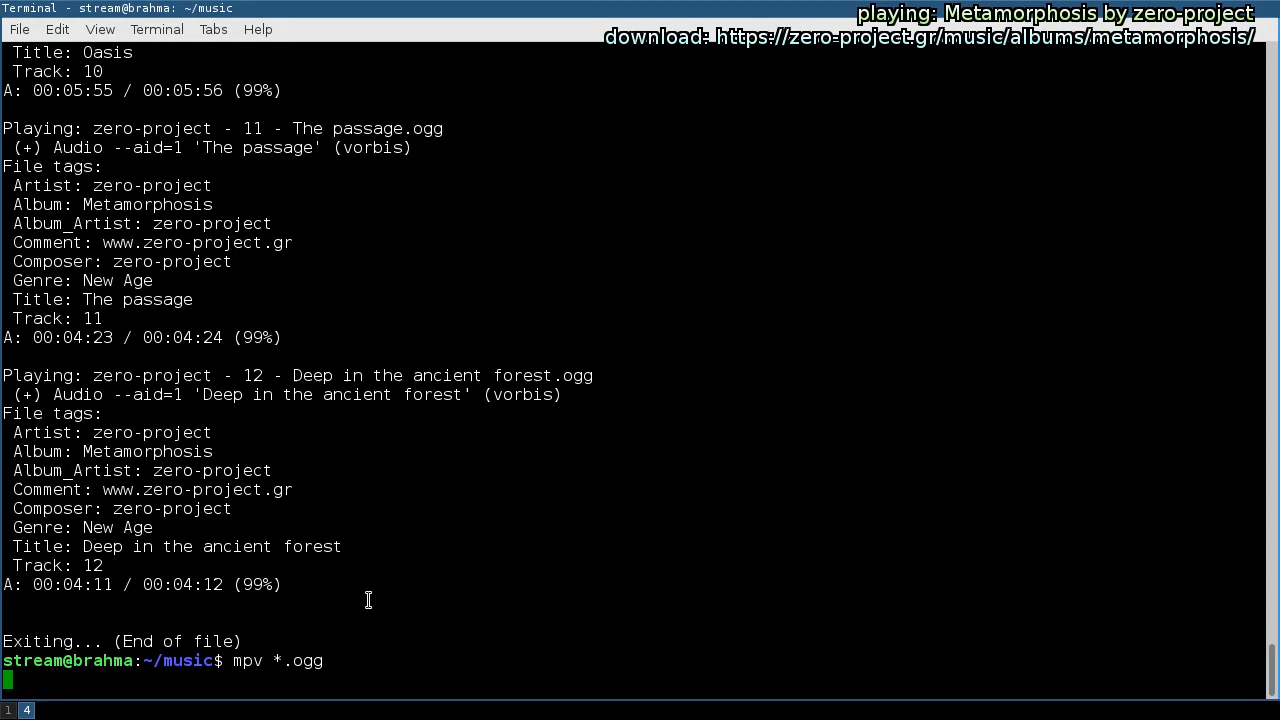 Terminal - stream@brahma: ~/music
playing: Metamorphosis by zero-project
File Edit View Terminal Tabs Help
download: https://zero-project.gr/music/albums/metamorphosis/
Title: Oasis
Track: 10
A: 00:05:55 / 00:05:56 (99%)
Playing: zero-project - 11 - The passage.ogg
(+) Audio --aid=1 'The passage' (vorbis)
File tags:
Artist: zero-project
Album: Metamorphosis
Album_Artist: zero-project
Comment: www.zero-project.gr
Composer: zero-project
Genre: New Age
Title: The passage
Track: 11
A: 00:04:23 / 00:04:24 (99%)
Playing: zero-project - 12 - Deep in the ancient forest.ogg
(+) Audio --aid=1 'Deep in the ancient forest' (vorbis)
File tags:
Artist: zero-project
Album: Metamorphosis
Album_Artist: zero-project
Comment: www.zero-project.gr
Composer: zero-project
Genre: New Age
Title: Deep in the ancient forest
Track: 12
A: 00:04:11 / 00:04:12 (99%)
Exiting... (End of file)
stream@brahma:~/music$ mpv *.ogg
1 4